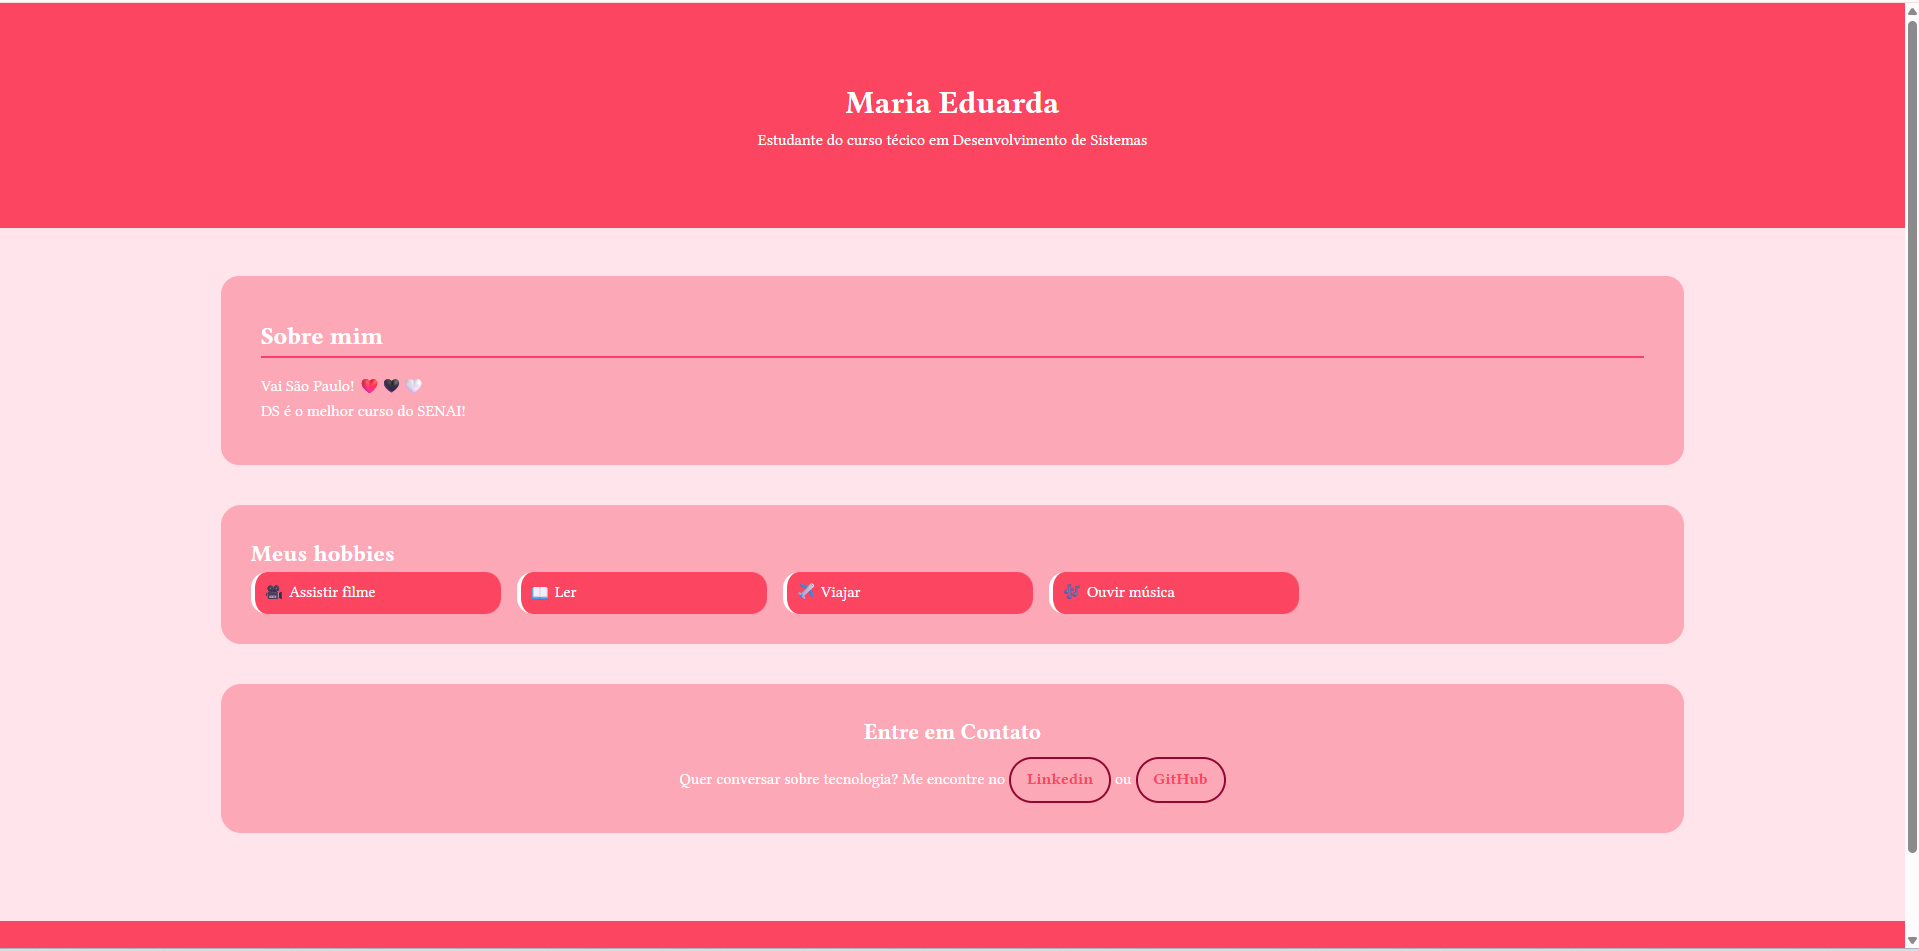 Maria Eduarda
Estudante do curso técico em Desenvolvimento de Sistemas
Sobre mim
Vai São Paulo! ❤️ 🖤 🤍
DS é o melhor curso do SENAI!
Meus hobbies
🎥 Assistir filme
📖 Ler
✈️ Viajar
🎶 Ouvir música
Entre em Contato
Quer conversar sobre tecnologia? Me encontre no Linkedin ou GitHub